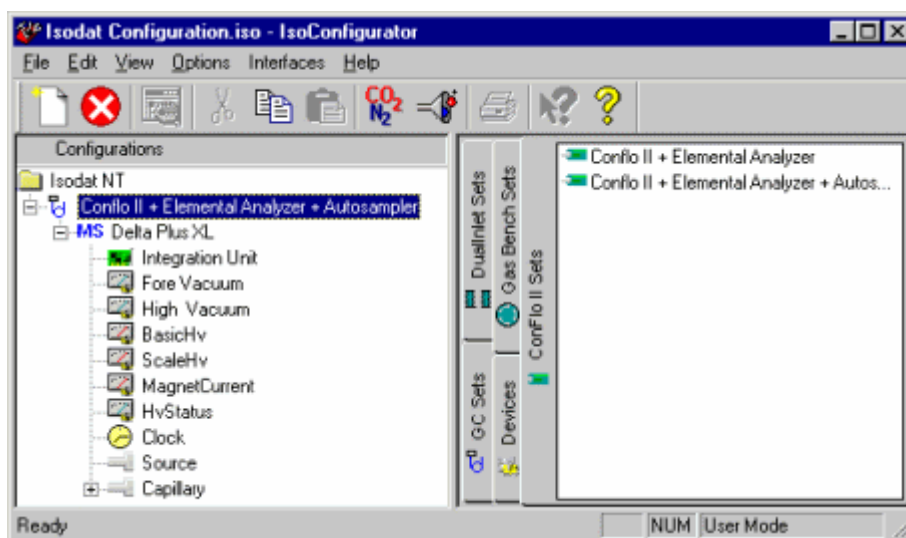 Isodat Configuration.iso - IsoConfigurator
File Edit View Options Interfaces Help
CO2
N2
Configurations
Isodat NT
Conflo II + Elemental Analyzer + Autosampler
MS Delta Plus XL
Integration Unit
Fore Vacuum
High Vacuum
BasicHv
ScaleHv
MagnetCurrent
HvStatus
Clock
Source
Capillary
DualInlet Sets
GC Sets
Gas Bench Sets
Devices
ConFlo II Sets
Conflo II + Elemental Analyzer
Conflo II + Elemental Analyzer + Autos...
Ready
NUM
User Mode